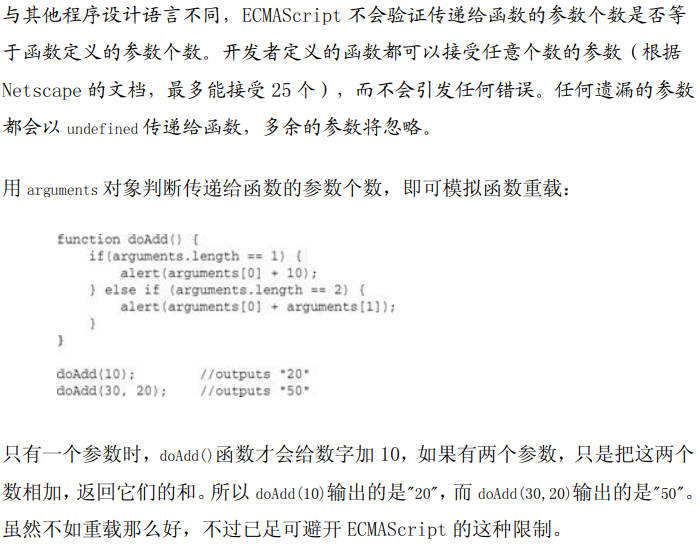 与其他程序设计语言不同，ECMAScript 不会验证传递给函数的参数个数是否等
于函数定义的参数个数。开发者定义的函数都可以接受任意个数的参数（根据
Netscape 的文档，最多能接受 25 个），而不会引发任何错误。任何遗漏的参数
都会以 undefined 传递给函数，多余的参数将忽略。
用 arguments 对象判断传递给函数的参数个数，即可模拟函数重载：
function doAdd() {
    if(arguments.length == 1) {
        alert(arguments[0] + 10);
    } else if (arguments.length == 2) {
        alert(arguments[0] + arguments[1]);
    }
}
doAdd(10);        //outputs "20"
doAdd(30, 20);    //outputs "50"
只有一个参数时，doAdd()函数才会给数字加 10，如果有两个参数，只是把这两个
数相加，返回它们的和。所以 doAdd(10)输出的是"20"，而 doAdd(30,20)输出的是"50"。
虽然不如重载那么好，不过已足可避开 ECMAScript 的这种限制。